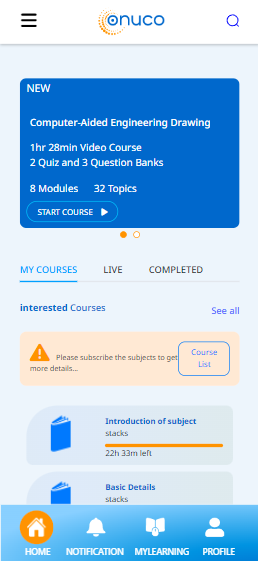 onuco
NEW
Computer-Aided Engineering Drawing
1hr 28min Video Course
2 Quiz and 3 Question Banks
8 Modules 32 Topics
START COURSE
MY COURSES LIVE COMPLETED
interested Courses See all
Please subscribe the subjects to get
more details...
Course
List
Introduction of subject
stacks
22h 33m left
Basic Details
stacks
HOME NOTIFICATION MYLEARNING PROFILE